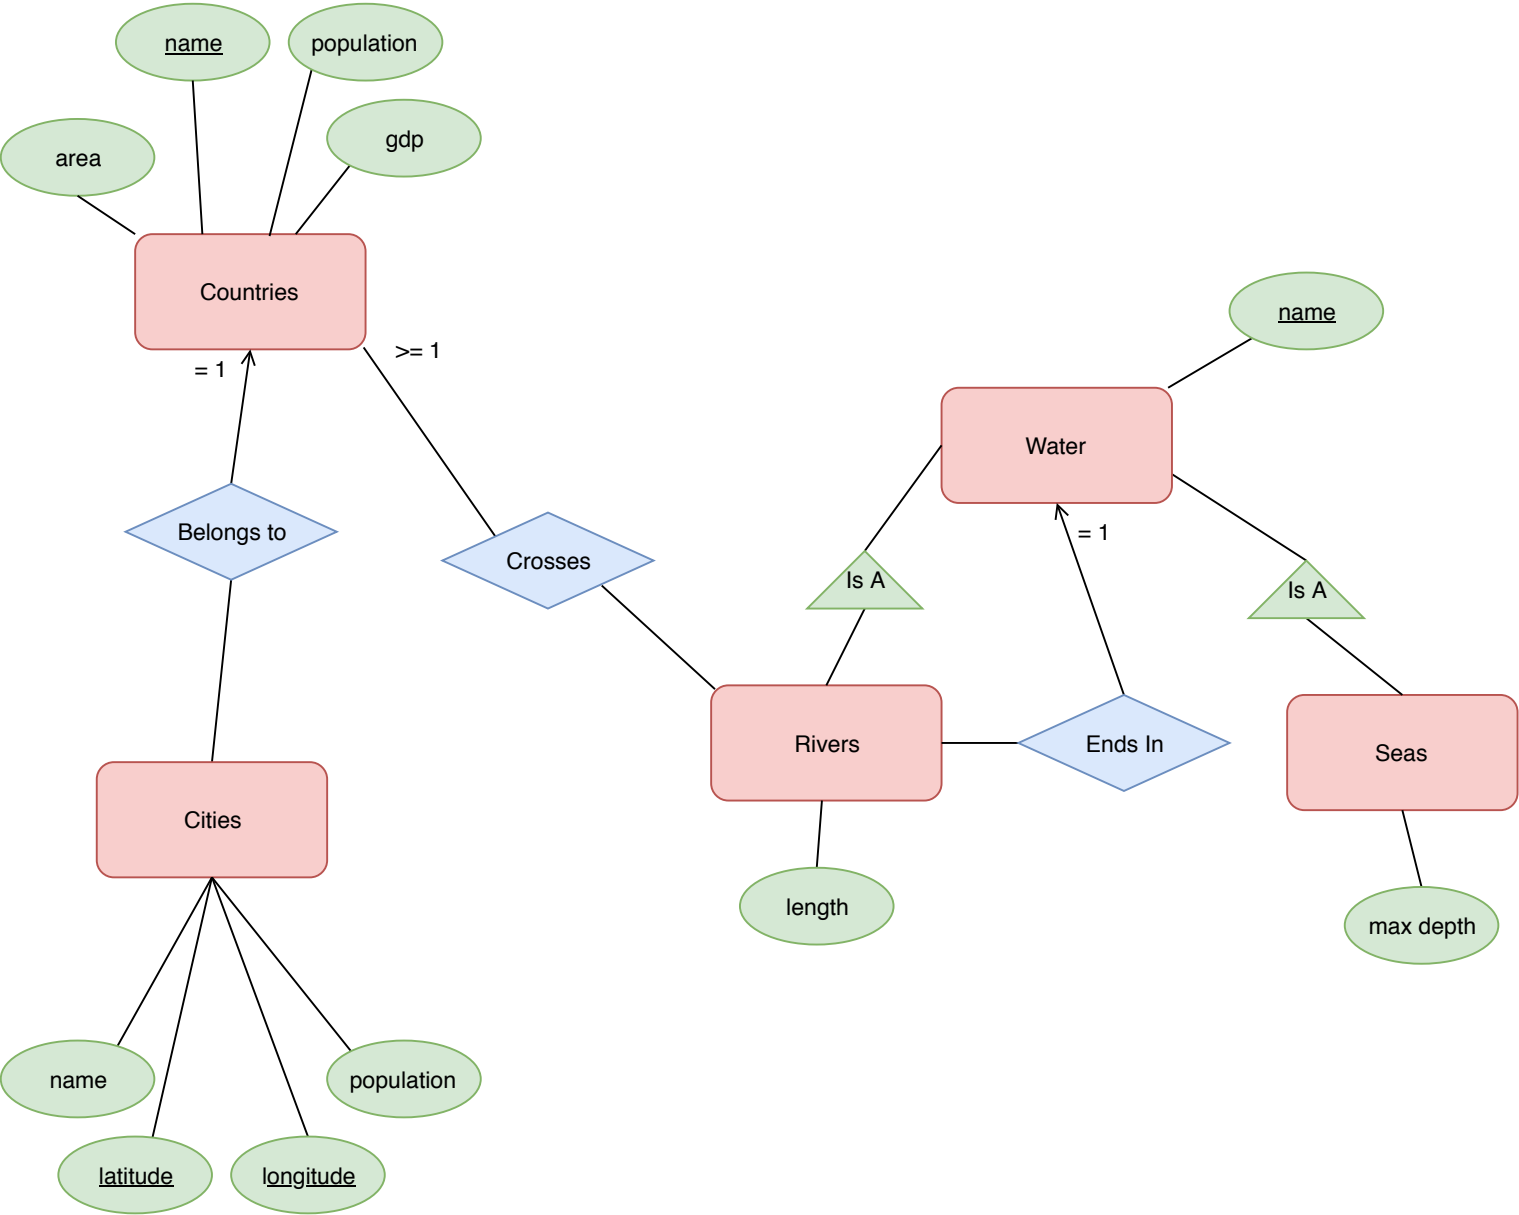 name
population
gdp
area
Countries
>= 1
= 1
name
Water
= 1
Belongs to
Crosses
Is A
Is A
Rivers
Ends In
Seas
Cities
length
max depth
name
population
latitude
longitude